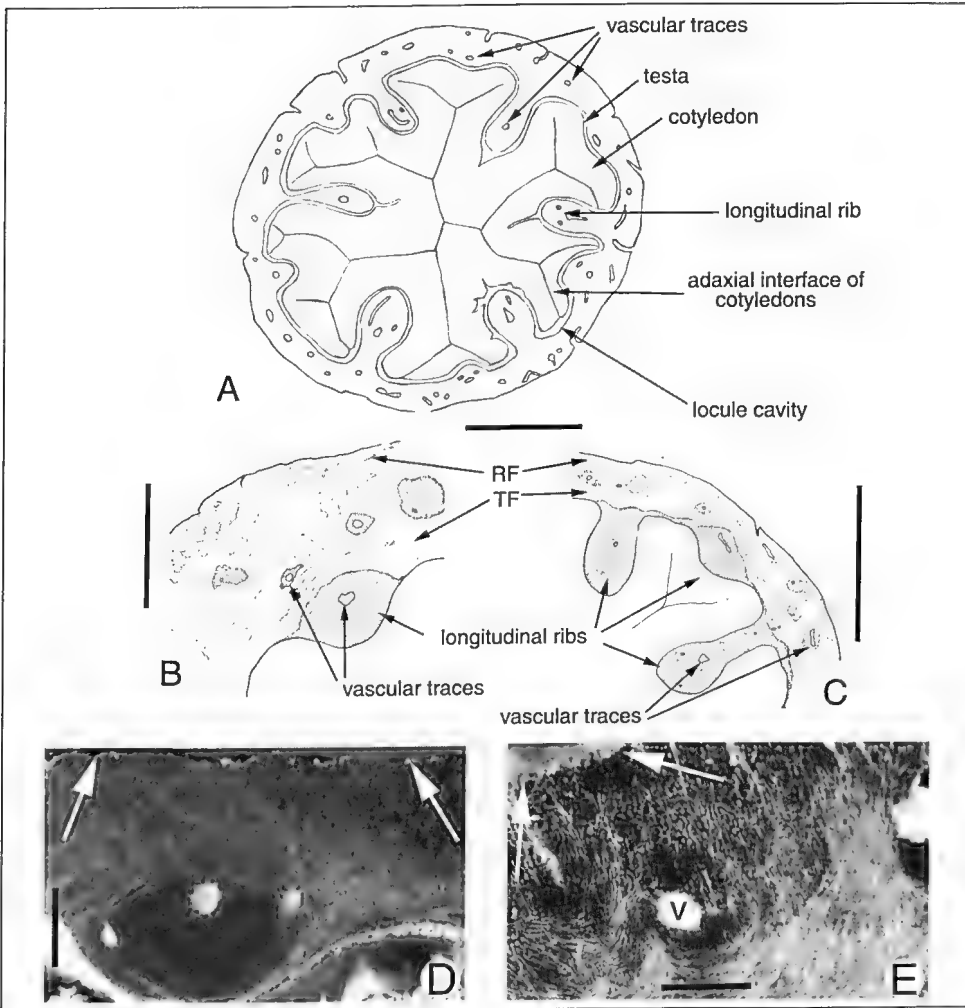 vascular traces
testa
cotyledon
longitudinal rib
adaxial interface of
cotyledons
locule cavity
A
RF
TF
longitudinal ribs
vascular traces
B
vascular traces
C
D
V
E